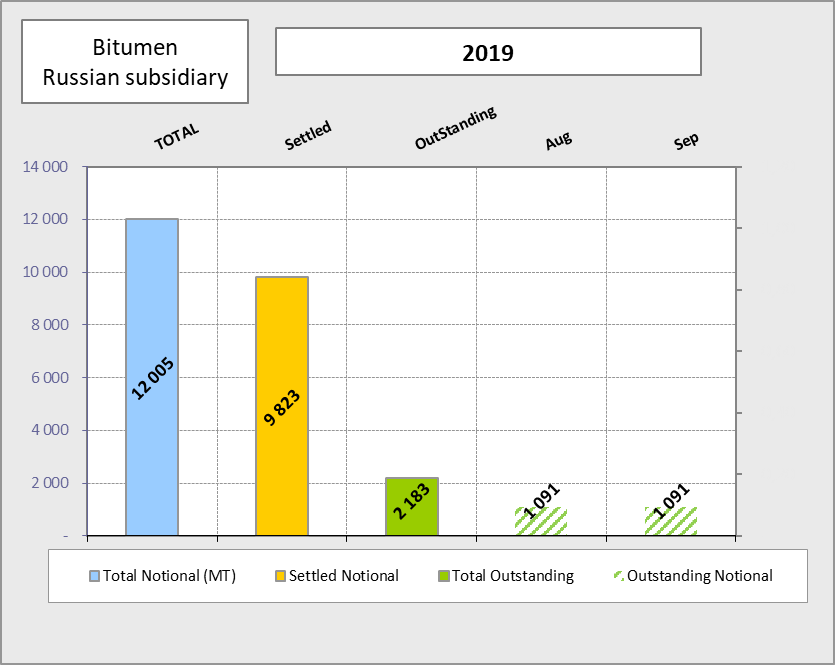 Bitumen
Russian subsidiary
2019
TOTAL
Settled
OutStanding
Aug
Sep
14 000
12 000
10 000
8 000
6 000
4 000
2 000
-
12 005
9 823
2 183
1 091
1 091
Total Notional (MT)
Settled Notional
Total Outstanding
Outstanding Notional